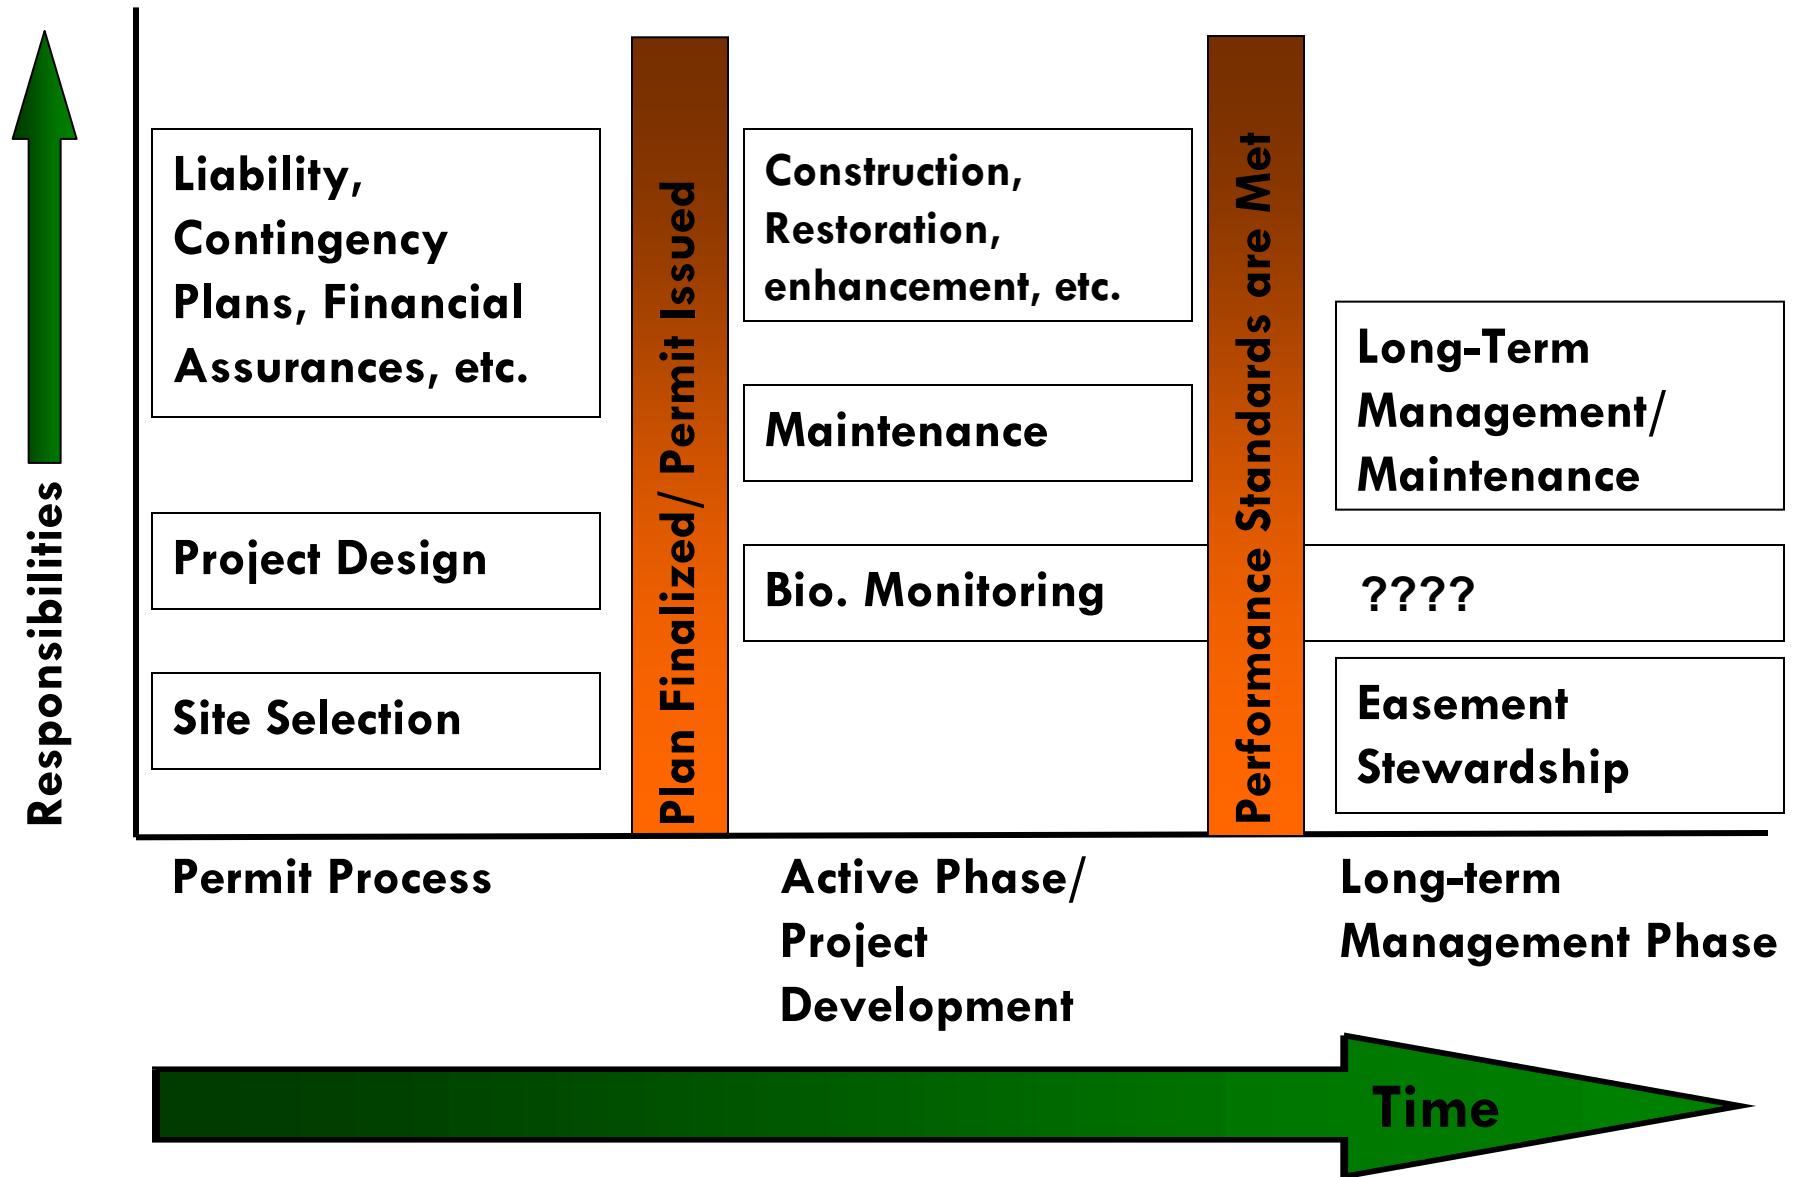 Responsibilities
Liability,
Contingency
Plans, Financial
Assurances, etc.
Project Design
Site Selection
Plan Finalized/ Permit Issued
Construction,
Restoration,
enhancement, etc.
Maintenance
Bio. Monitoring
Performance Standards are Met
Long-Term
Management/
Maintenance
????
Easement
Stewardship
Permit Process
Active Phase/
Project
Development
Long-term
Management Phase
Time